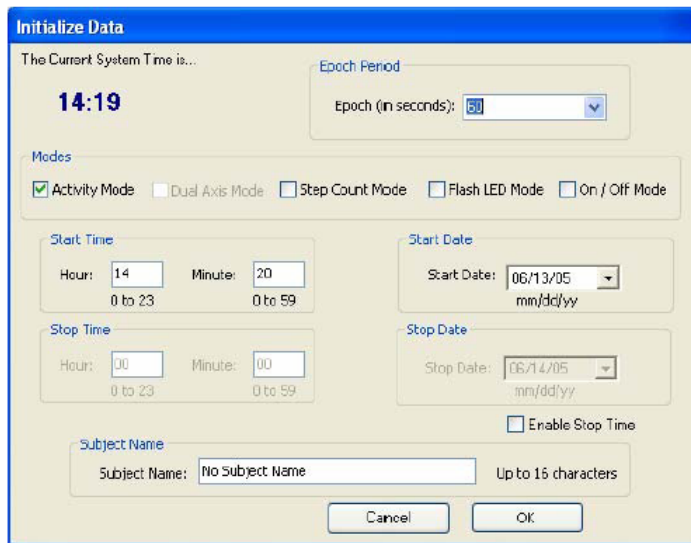 Initialize Data
The Current System Time is...
14:19
Epoch Period
Epoch (in seconds): 60
Modes
Activity Mode Dual Axis Mode Step Count Mode Flash LED Mode On / Off Mode
Start Time
Hour: 14 Minute: 20
0 to 23 0 to 59
Start Date
Start Date: 06/13/05
mm/dd/yy
Stop Time
Hour: 00 Minute: 00
0 to 23 0 to 59
Stop Date
Stop Date: 06/14/05
mm/dd/yy
Enable Stop Time
Subject Name
Subject Name: No Subject Name Up to 16 characters
Cancel OK